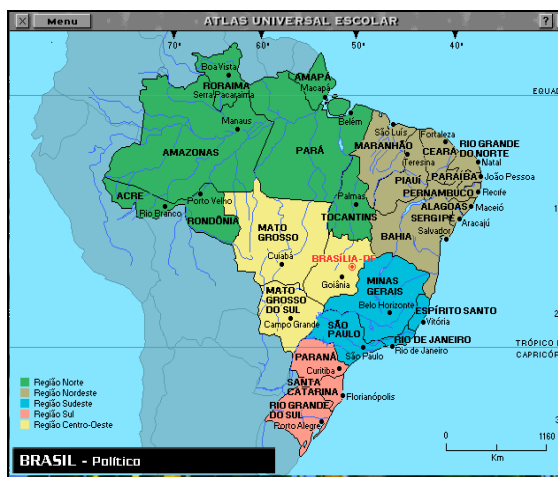 X Menu ATLAS UNIVERSAL ESCOLAR ?
70° 60° 50° 40°
Boa Vista
RORAIMA
Serra/Pacaraima
AMAPÁ
Macapá
EQUAD
Manaus
Belém
São Luís
Fortaleza
AMAZONAS
PARÁ
MARANHÃO
CEARÁ
RIO GRANDE
DO NORTE
Teresina
Natal
PARAÍBA
João Pessoa
PIAUÍ
PERNAMBUCO
Recife
ACRE
Porto Velho
Palmas
ALAGOAS
Maceió
Rio Branco
RONDÔNIA
TOCANTINS
SERGIPE
Aracajú
1
MATO
GROSSO
BAHIA
Salvador
BRASÍLIA-DF
Cuiabá
Goiânia
MINAS
GERAIS
MATO
GROSSO
DO SUL
Belo Horizonte
ESPÍRITO SANTO
Campo Grande
Vitória
2
SÃO
PAULO
RIO DE JANEIRO
TRÓPICO
São Paulo
Rio de Janeiro
CAPRICÓR
PARANÁ
Curitiba
SANTA
CATARINA
Florianópolis
RIO GRANDE
DO SUL
Porto Alegre
3
Região Norte
Região Nordeste
Região Sudeste
Região Sul
Região Centro-Oeste
0 1160
Km
BRASIL - Político